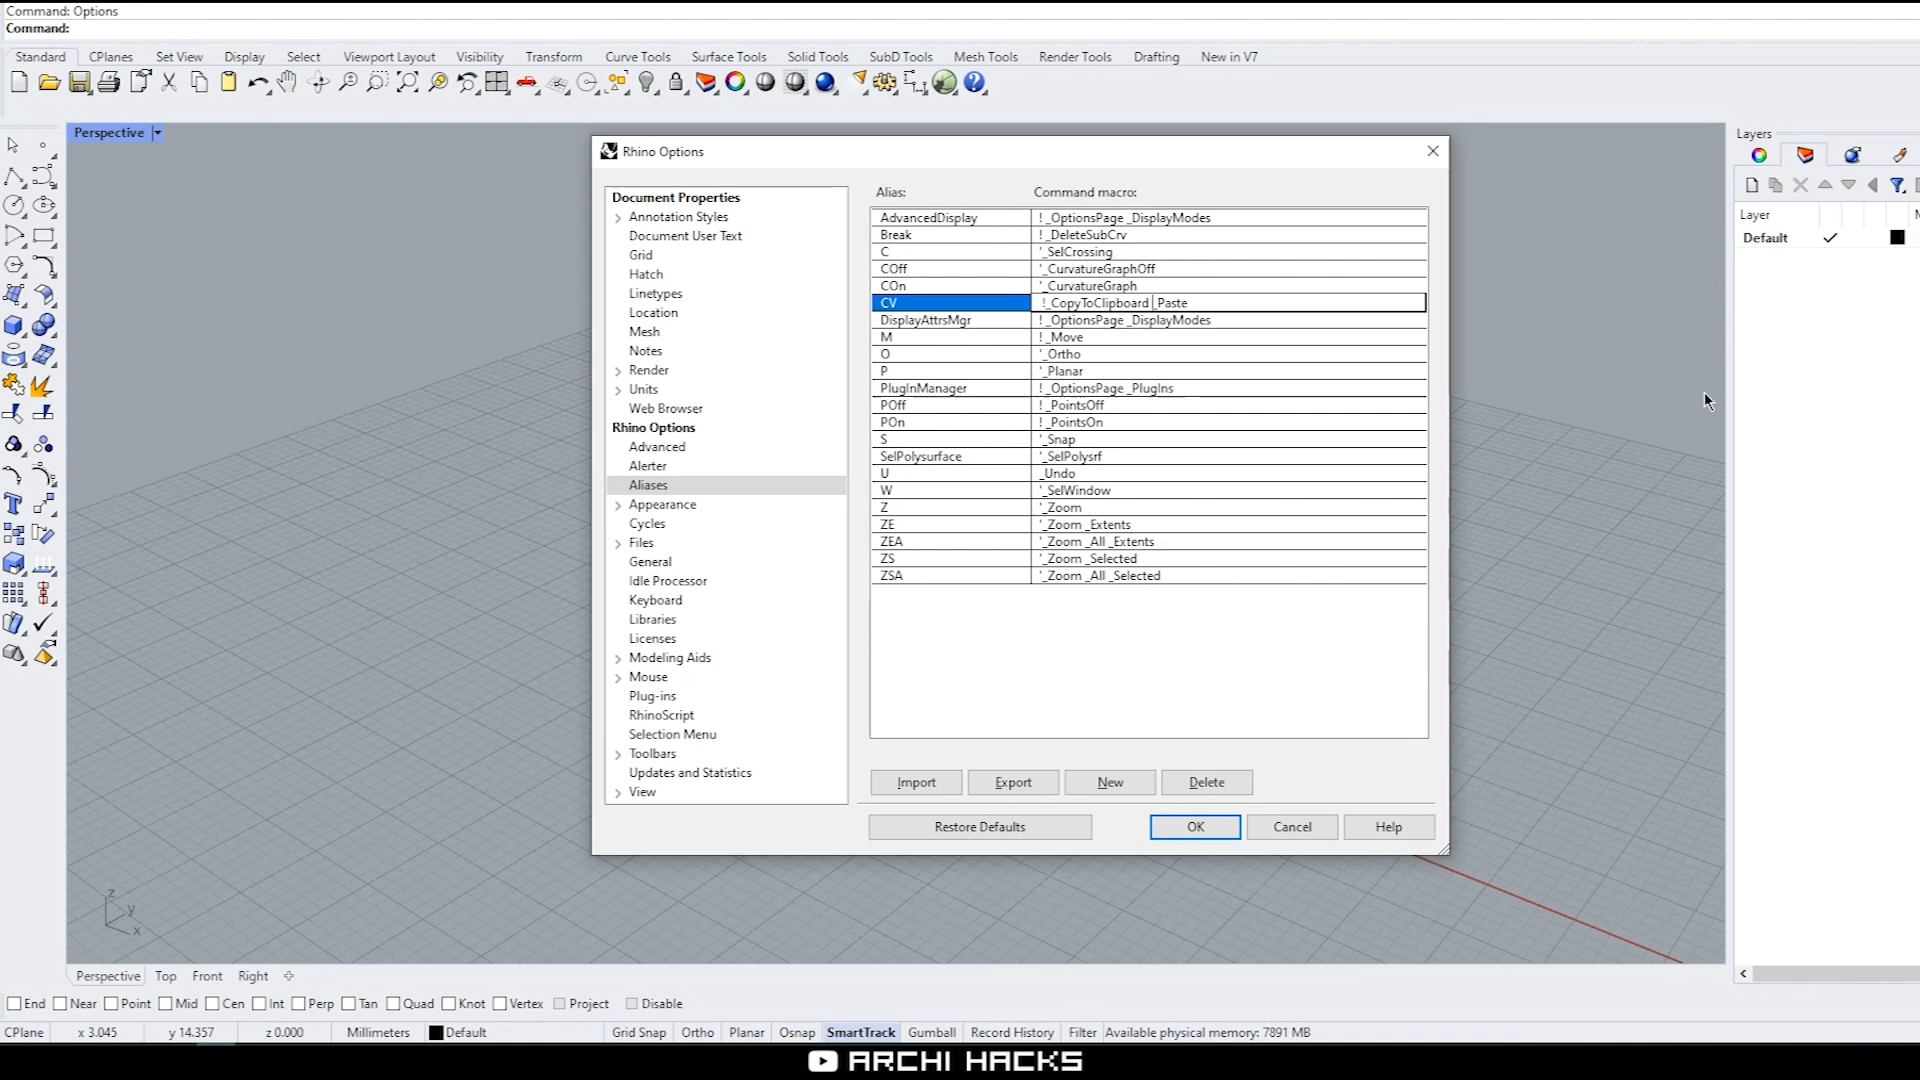 Command: Options
Command:
Standard CPlanes Set View Display Select Viewport Layout Visibility Transform Curve Tools Surface Tools Solid Tools SubD Tools Mesh Tools Render Tools Drafting New in V7
Perspective
Rhino Options
Document Properties
Annotation Styles
Document User Text
Grid
Hatch
Linetypes
Location
Mesh
Notes
Render
Units
Web Browser
Rhino Options
Advanced
Alerter
Aliases
Appearance
Cycles
Files
General
Idle Processor
Keyboard
Libraries
Licenses
Modeling Aids
Mouse
Plug-ins
RhinoScript
Selection Menu
Toolbars
Updates and Statistics
View
Alias: Command macro:
AdvancedDisplay !_OptionsPage _DisplayModes
Break !_DeleteSubCrv
C '_SelCrossing
COff '_CurvatureGraphOff
COn '_CurvatureGraph
CV !_CopyToClipboard _Paste
DisplayAttrsMgr !_OptionsPage _DisplayModes
M !_Move
O '_Ortho
P '_Planar
PlugInManager !_OptionsPage _PlugIns
POff !_PointsOff
POn !_PointsOn
S '_Snap
SelPolysurface '_SelPolysrf
U _Undo
W '_SelWindow
Z '_Zoom
ZE '_Zoom _Extents
ZEA '_Zoom _All _Extents
ZS '_Zoom _Selected
ZSA '_Zoom _All _Selected
Import Export New Delete
Restore Defaults OK Cancel Help
Layers
Layer
Default
z
y
x
Perspective Top Front Right
End Near Point Mid Cen Int Perp Tan Quad Knot Vertex Project Disable
CPlane x 3.045 y 14.357 z 0.000 Millimeters Default Grid Snap Ortho Planar Osnap SmartTrack Gumball Record History Filter Available physical memory: 7891 MB
ARCHI HACKS